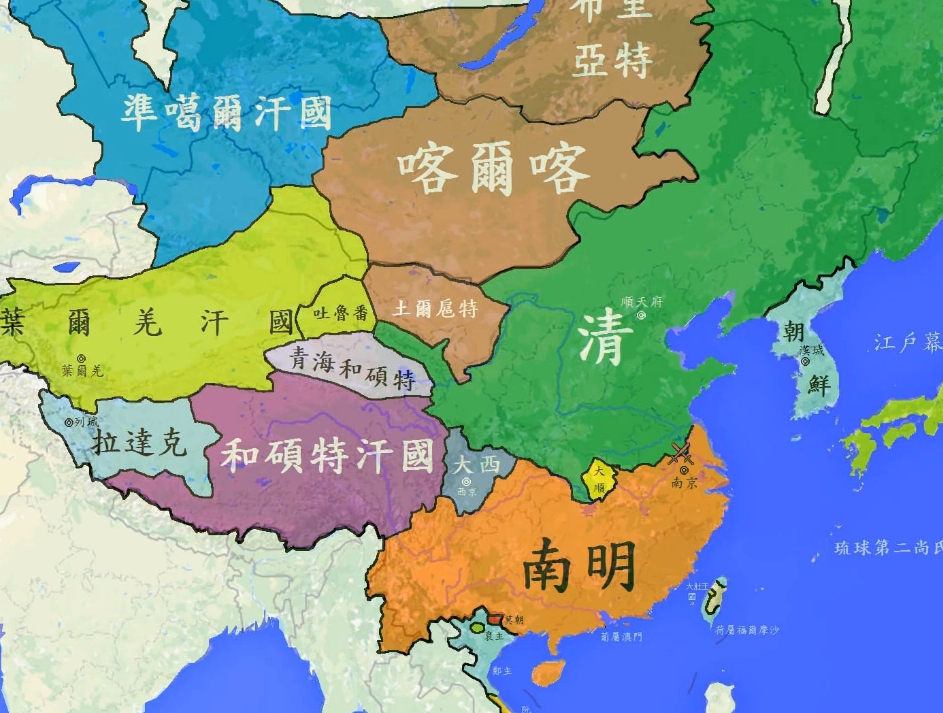 布里
亞特
準噶爾汗國
喀爾喀
葉爾羌汗國
吐魯番
土爾扈特
順天府
清
朝
漢城
鮮
江戸幕
葉爾羌
青海和碩特
列城
拉達克
和碩特汗國
大西
西京
大
順
南京
南明
琉球第二尚氏
大肚王
國
荷屬福爾摩沙
莫朝
裒主
葡屬澳門
鄭主
阮